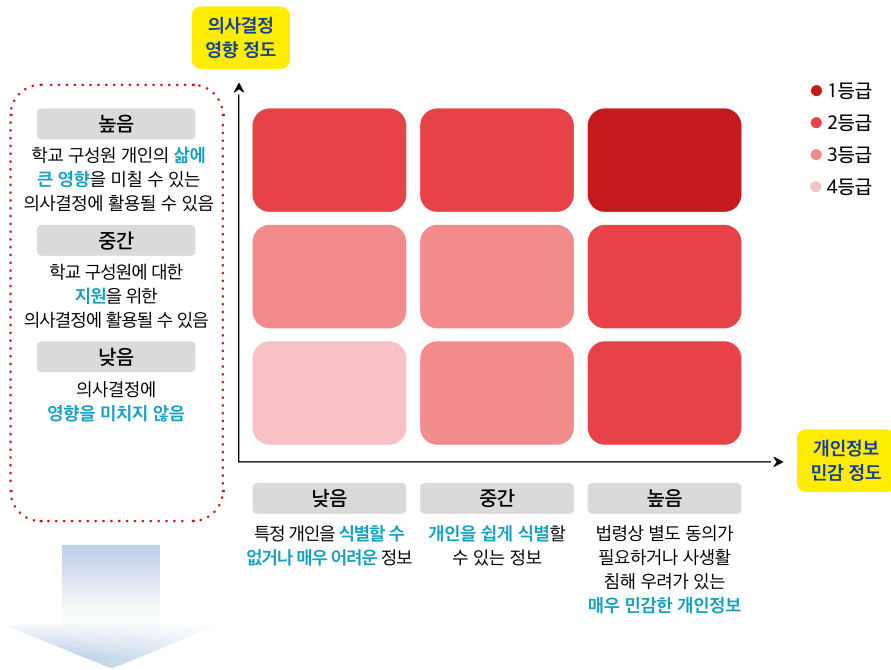 의사결정
영향 정도
높음
학교 구성원 개인의 삶에
큰 영향을 미칠 수 있는
의사결정에 활용될 수 있음
중간
학교 구성원에 대한
지원을 위한
의사결정에 활용될 수 있음
낮음
의사결정에
영향을 미치지 않음
1등급
2등급
3등급
4등급
개인정보
민감 정도
낮음
특정 개인을 식별할 수
없거나 매우 어려운 정보
중간
개인을 쉽게 식별할
수 있는 정보
높음
법령상 별도 동의가
필요하거나 사생활
침해 우려가 있는
매우 민감한 개인정보